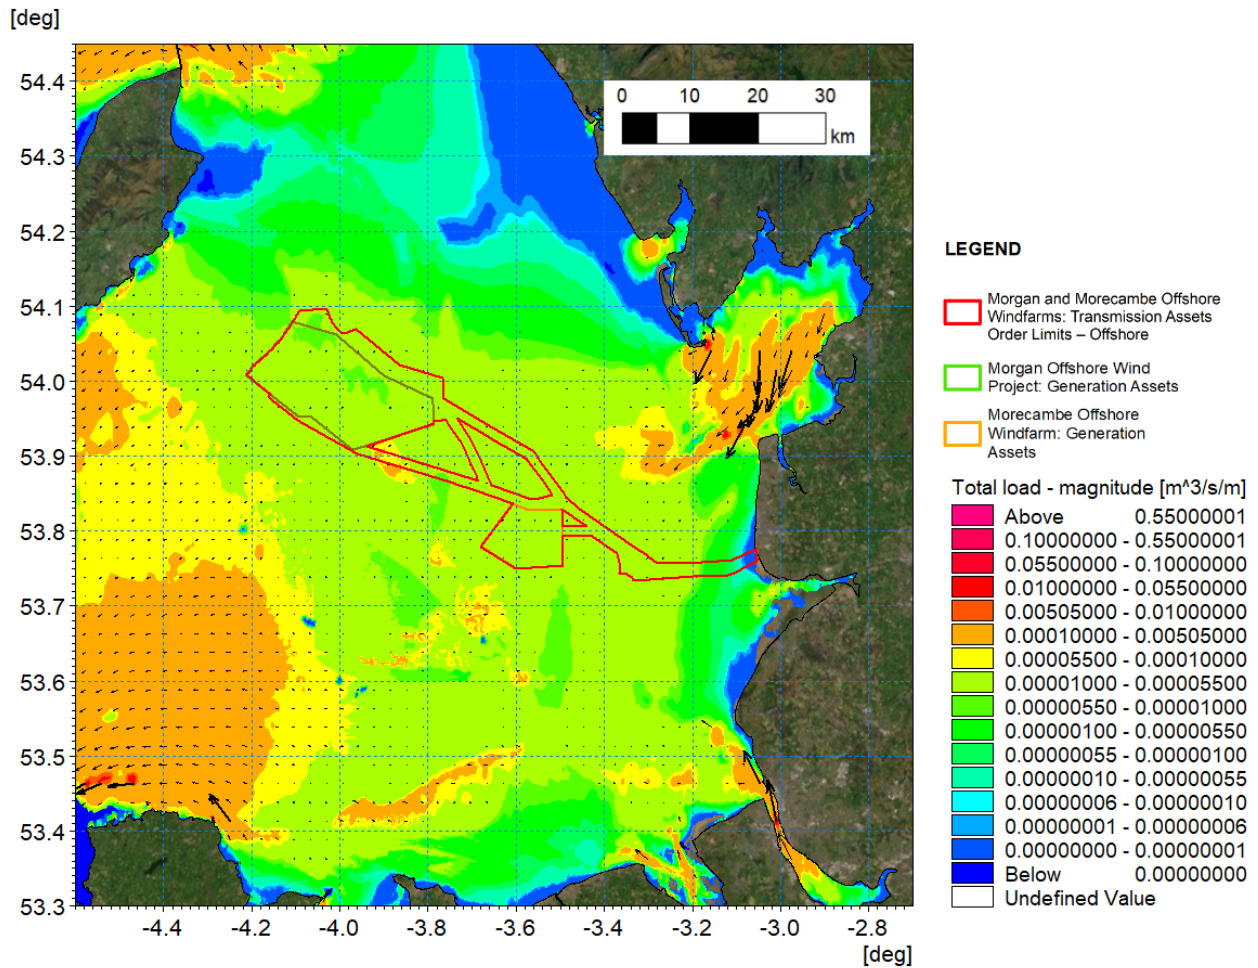 [deg]
54.4
54.3
54.2
54.1
54.0
53.9
53.8
53.7
53.6
53.5
53.4
53.3
-4.4 -4.2 -4.0 -3.8 -3.6 -3.4 -3.2 -3.0 -2.8
[deg]
0 10 20 30
km
LEGEND
Morgan and Morecambe Offshore
Windfarms: Transmission Assets
Order Limits – Offshore
Morgan Offshore Wind
Project: Generation Assets
Morecambe Offshore
Windfarm: Generation
Assets
Total load - magnitude [m^3/s/m]
Above 0.55000001
0.10000000 - 0.55000001
0.05500000 - 0.10000000
0.01000000 - 0.05500000
0.00505000 - 0.01000000
0.00010000 - 0.00505000
0.00005500 - 0.00010000
0.00001000 - 0.00005500
0.00000550 - 0.00001000
0.00000100 - 0.00000550
0.00000055 - 0.00000100
0.00000010 - 0.00000055
0.00000006 - 0.00000010
0.00000001 - 0.00000006
0.00000000 - 0.00000001
Below 0.00000000
Undefined Value